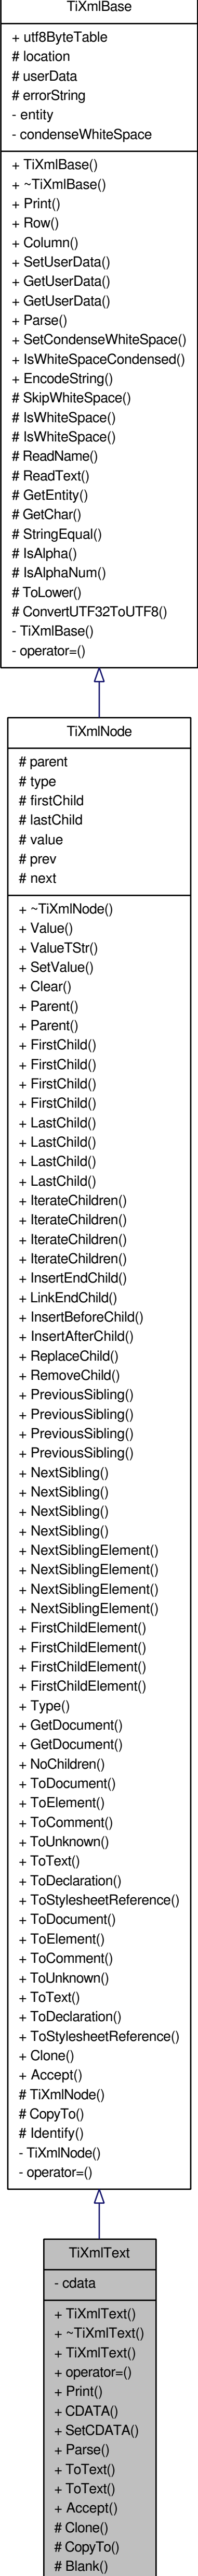 TiXmlBase
+ utf8ByteTable
# location
# userData
# errorString
- entity
- condenseWhiteSpace
+ TiXmlBase()
+ ~TiXmlBase()
+ Print()
+ Row()
+ Column()
+ SetUserData()
+ GetUserData()
+ GetUserData()
+ Parse()
+ SetCondenseWhiteSpace()
+ IsWhiteSpaceCondensed()
+ EncodeString()
# SkipWhiteSpace()
# IsWhiteSpace()
# IsWhiteSpace()
# ReadName()
# ReadText()
# GetEntity()
# GetChar()
# StringEqual()
# IsAlpha()
# IsAlphaNum()
# ToLower()
# ConvertUTF32ToUTF8()
- TiXmlBase()
- operator=()
TiXmlNode
# parent
# type
# firstChild
# lastChild
# value
# prev
# next
+ ~TiXmlNode()
+ Value()
+ ValueTStr()
+ SetValue()
+ Clear()
+ Parent()
+ Parent()
+ FirstChild()
+ FirstChild()
+ FirstChild()
+ FirstChild()
+ LastChild()
+ LastChild()
+ LastChild()
+ LastChild()
+ IterateChildren()
+ IterateChildren()
+ IterateChildren()
+ IterateChildren()
+ InsertEndChild()
+ LinkEndChild()
+ InsertBeforeChild()
+ InsertAfterChild()
+ ReplaceChild()
+ RemoveChild()
+ PreviousSibling()
+ PreviousSibling()
+ PreviousSibling()
+ PreviousSibling()
+ NextSibling()
+ NextSibling()
+ NextSibling()
+ NextSibling()
+ NextSiblingElement()
+ NextSiblingElement()
+ NextSiblingElement()
+ NextSiblingElement()
+ FirstChildElement()
+ FirstChildElement()
+ FirstChildElement()
+ FirstChildElement()
+ Type()
+ GetDocument()
+ GetDocument()
+ NoChildren()
+ ToDocument()
+ ToElement()
+ ToComment()
+ ToUnknown()
+ ToText()
+ ToDeclaration()
+ ToStylesheetReference()
+ ToDocument()
+ ToElement()
+ ToComment()
+ ToUnknown()
+ ToText()
+ ToDeclaration()
+ ToStylesheetReference()
+ Clone()
+ Accept()
# TiXmlNode()
# CopyTo()
# Identify()
- TiXmlNode()
- operator=()
TiXmlText
- cdata
+ TiXmlText()
+ ~TiXmlText()
+ TiXmlText()
+ operator=()
+ Print()
+ CDATA()
+ SetCDATA()
+ Parse()
+ ToText()
+ ToText()
+ Accept()
# Clone()
# CopyTo()
# Blank()